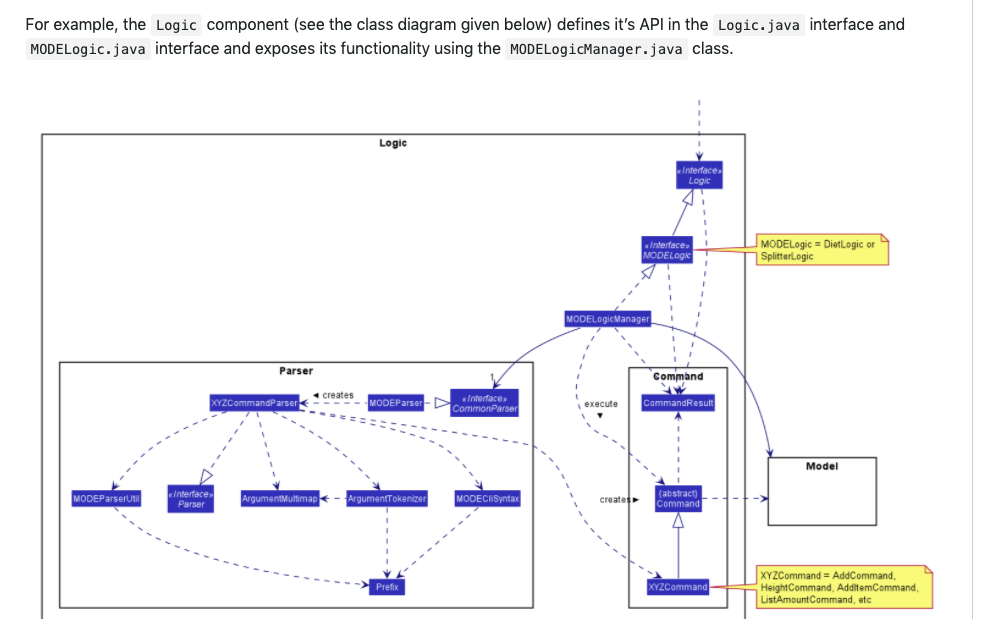 For example, the Logic component (see the class diagram given below) defines it’s API in the Logic.java interface and
MODELogic.java interface and exposes its functionality using the MODELogicManager.java class.
Logic
«Interface»
Logic
«Interface»
MODELogic
MODELogic = DietLogic or
SplitterLogic
MODELogicManager
Parser
1
Command
XYZCommandParser
◄ creates
MODEParser
«Interface»
CommonParser
execute
▼
CommandResult
Model
MODEParserUtil
«Interface»
Parser
ArgumentMultimap
ArgumentTokenizer
MODECliSyntax
creates►
{abstract}
Command
Prefix
XYZCommand
XYZCommand = AddCommand,
HeightCommand, AddItemCommand,
ListAmountCommand, etc